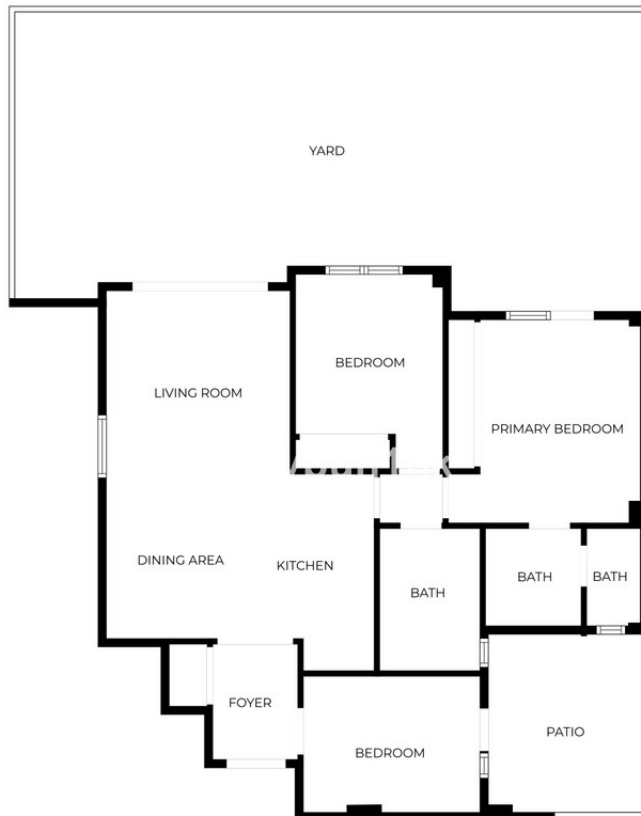 YARD
BEDROOM
LIVING ROOM
PRIMARY BEDROOM
DINING AREA
KITCHEN
BATH
BATH
BATH
FOYER
BEDROOM
PATIO